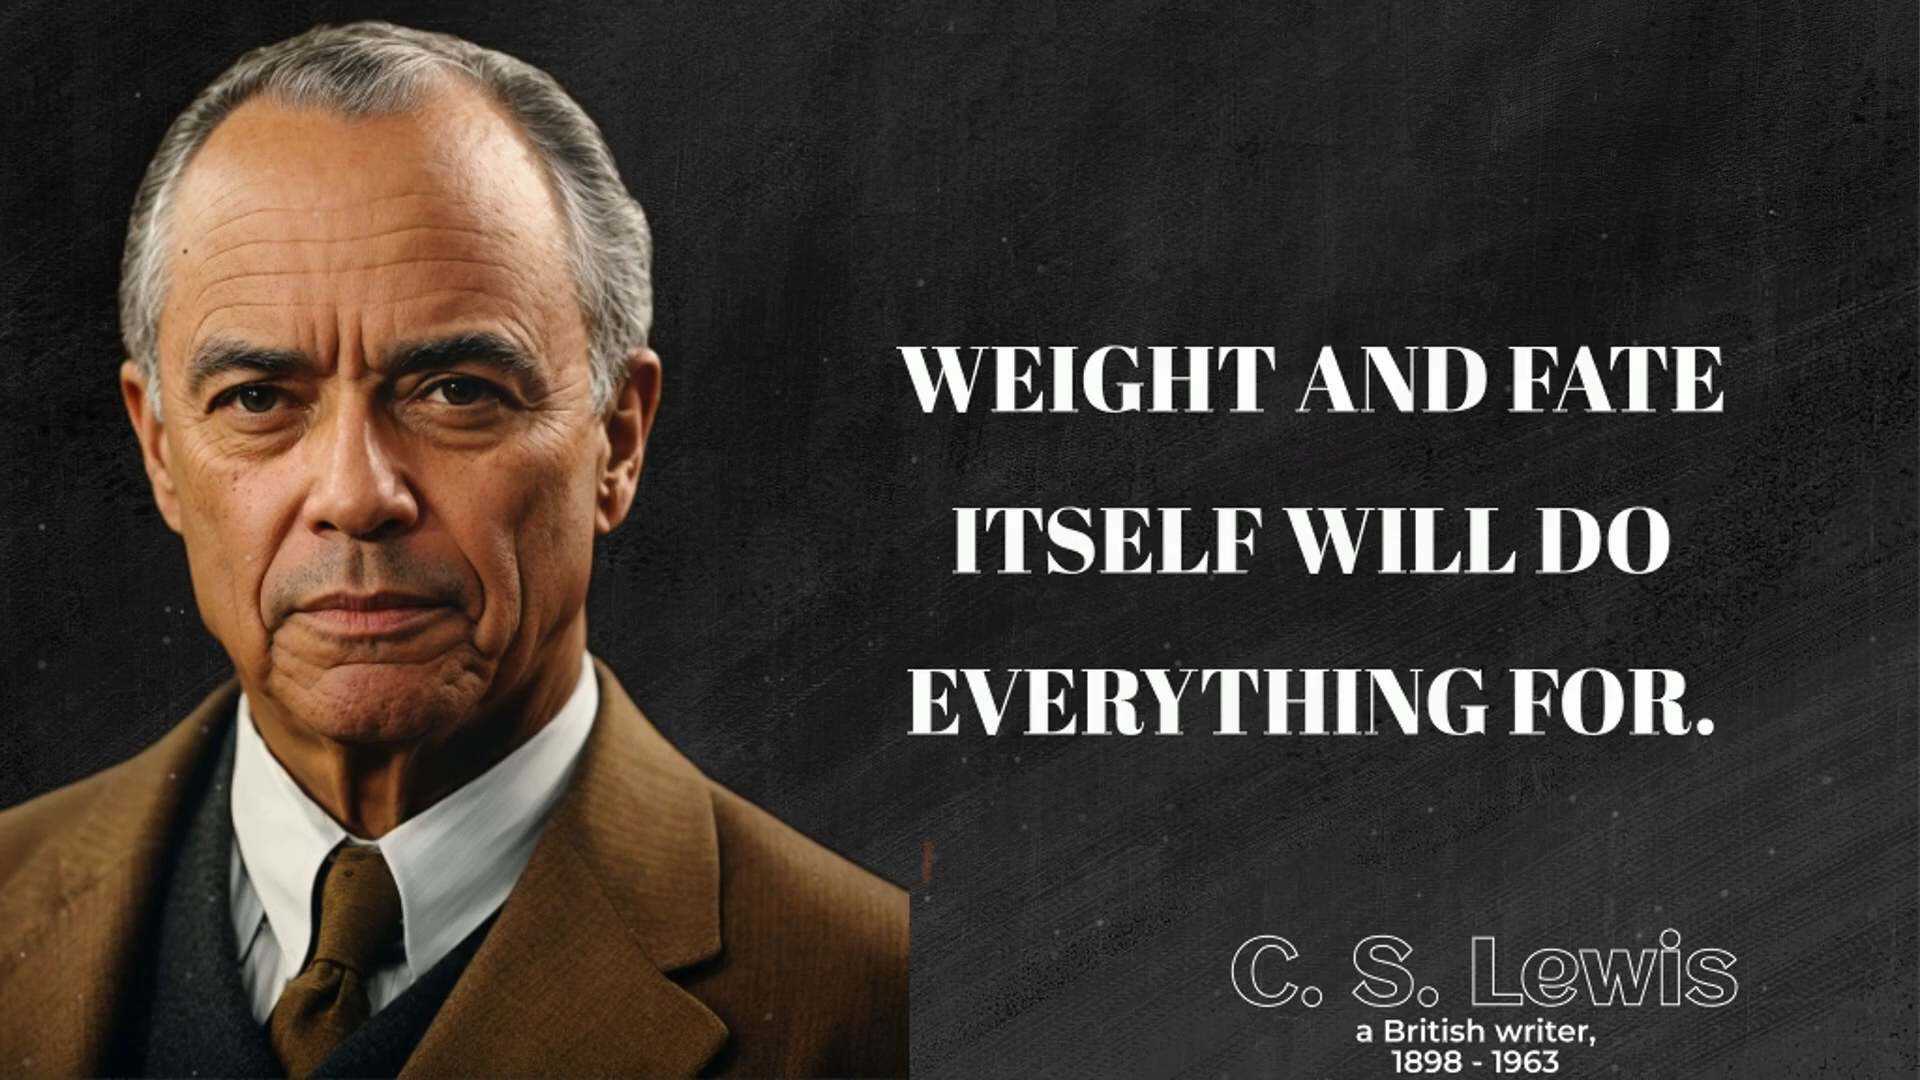 WEIGHT AND FATE
ITSELF WILL DO
EVERYTHING FOR.
C. S. Lewis
a British writer,
1898 - 1963